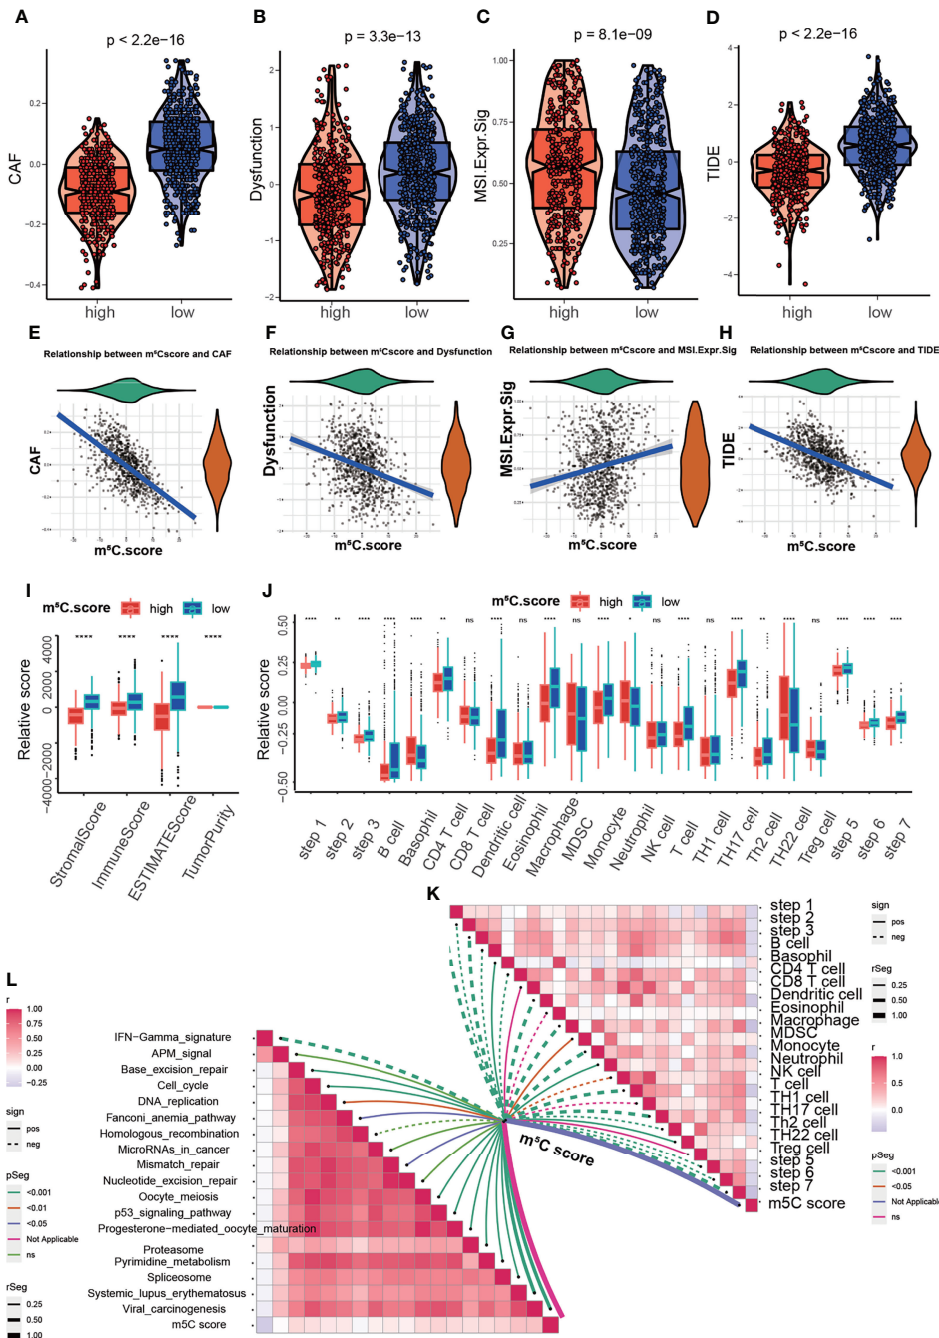 A
B
C
D
p < 2.2e−16
p = 3.3e−13
p = 8.1e−09
p < 2.2e−16
CAF
0.2
0.0
−0.2
−0.4
high
low
Dysfunction
2
1
0
−1
−2
high
low
MSI.Expr.Sig
1.00
0.75
0.50
0.25
high
low
TIDE
4
2
0
−2
−4
high
low
E
F
G
H
Relationship between m⁵Cscore and CAF
Relationship between m⁵Cscore and Dysfunction
Relationship between m⁵Cscore and MSI.Expr.Sig
Relationship between m⁵Cscore and TIDE
CAF
m⁵C.score
Dysfunction
m⁵C.score
MSI.Expr.Sig
m⁵C.score
TIDE
m⁵C.score
I
m⁵C.score
high
low
Relative score
4000
2000
0
−2000
−4000
****
****
****
****
StromalScore
ImmuneScore
ESTIMATEScore
TumorPurity
J
m⁵C.score
high
low
Relative score
0.50
0.25
0.00
−0.25
−0.50
**** ** **** **** **** ** ns **** ns **** ns **** * ns **** ns **** ** **** ns **** **** ****
step 1
step 2
step 3
B cell
Basophil
CD4 T cell
CD8 T cell
Dendritic cell
Eosinophil
Macrophage
MDSC
Monocyte
Neutrophil
NK cell
T cell
TH1 cell
TH17 cell
Th2 cell
TH22 cell
Treg cell
step 5
step 6
step 7
K
step 1
step 2
step 3
B cell
Basophil
CD4 T cell
CD8 T cell
Dendritic cell
Eosinophil
Macrophage
MDSC
Monocyte
Neutrophil
NK cell
T cell
TH1 cell
TH17 cell
Th2 cell
TH22 cell
Treg cell
step 5
step 6
step 7
m5C score
sign
pos
neg
rSeg
0.25
0.50
1.00
r
1.0
0.5
0.0
pSeg
<0.001
<0.05
Not Applicable
ns
m⁵C score
L
r
1.00
0.75
0.50
0.25
0.00
−0.25
sign
pos
neg
pSeg
<0.001
<0.01
<0.05
Not Applicable
ns
rSeg
0.25
0.50
1.00
IFN−Gamma_signature
APM_signal
Base_excision_repair
Cell_cycle
DNA_replication
Fanconi_anemia_pathway
Homologous_recombination
MicroRNAs_in_cancer
Mismatch_repair
Nucleotide_excision_repair
Oocyte_meiosis
p53_signaling_pathway
Progesterone−mediated_oocyte_maturation
Proteasome
Pyrimidine_metabolism
Spliceosome
Systemic_lupus_erythematosus
Viral_carcinogenesis
m5C score